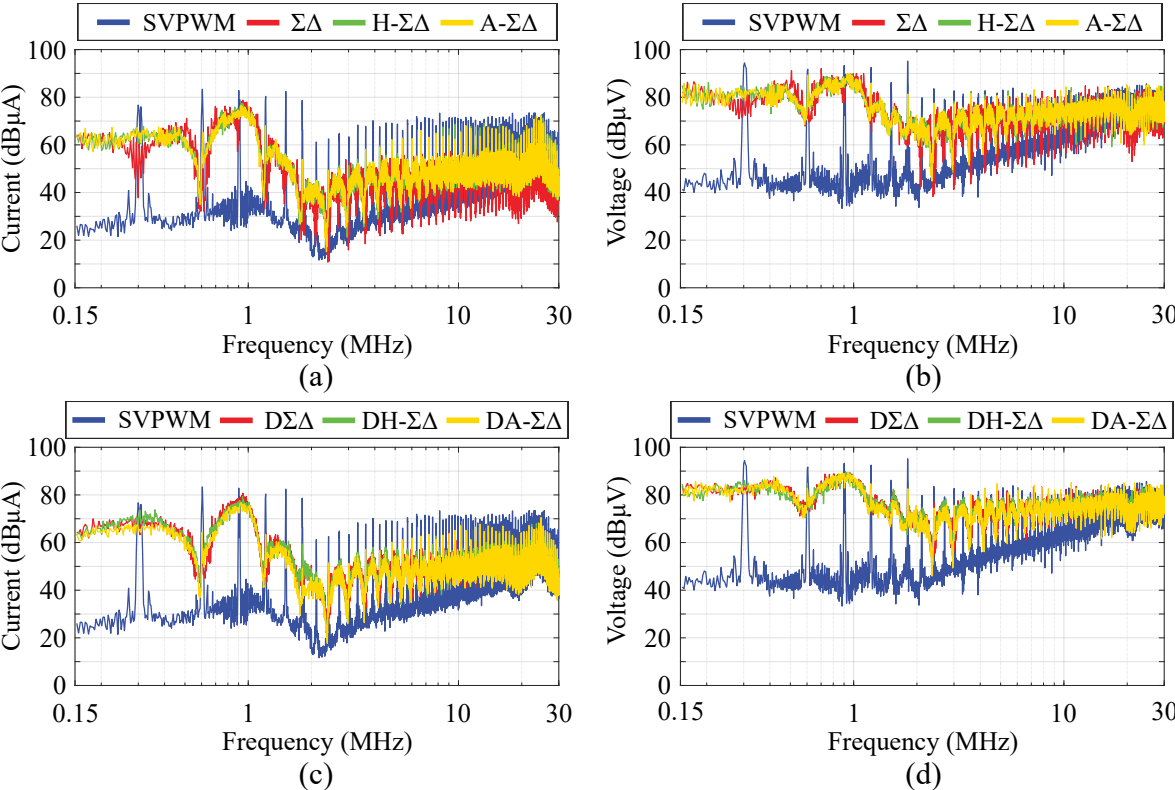 SVPWM ΣΔ H-ΣΔ A-ΣΔ
100
80
60
40
20
0
Current (dBµA)
0.15 1 10 30
Frequency (MHz)
(a)
SVPWM ΣΔ H-ΣΔ A-ΣΔ
100
80
60
40
20
0
Voltage (dBµV)
0.15 1 10 30
Frequency (MHz)
(b)
SVPWM DΣΔ DH-ΣΔ DA-ΣΔ
100
80
60
40
20
0
Current (dBµA)
0.15 1 10 30
Frequency (MHz)
(c)
SVPWM DΣΔ DH-ΣΔ DA-ΣΔ
100
80
60
40
20
0
Voltage (dBµV)
0.15 1 10 30
Frequency (MHz)
(d)